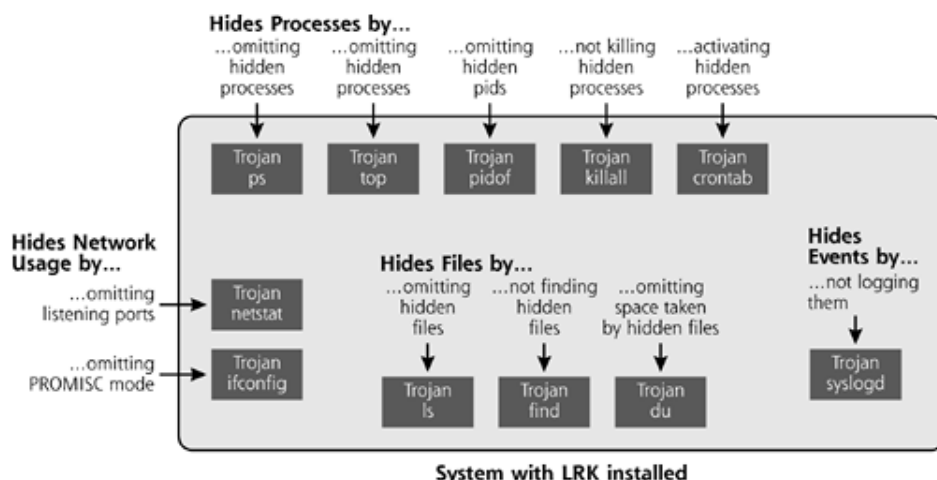 Hides Processes by...
...omitting
hidden
processes
...omitting
hidden
processes
...omitting
hidden
pids
...not killing
hidden
processes
...activating
hidden
processes
Trojan
ps
Trojan
top
Trojan
pidof
Trojan
killall
Trojan
crontab
Hides Network
Usage by...
...omitting
listening ports
Trojan
netstat
...omitting
PROMISC mode
Trojan
ifconfig
Hides Files by...
...omitting
hidden
files
...not finding
hidden
files
...omitting
space taken
by hidden files
Trojan
ls
Trojan
find
Trojan
du
Hides
Events by...
...not logging
them
Trojan
syslogd
System with LRK installed